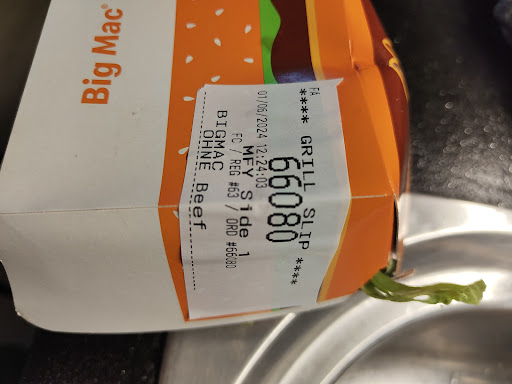 Big Mac®
FA
**** GRILL SLIP ****
66080
01/06/2024 12:24:03
MFY Side 1
FC / REG #63 / ORD #66080
BIGMAC
OHNE Beef